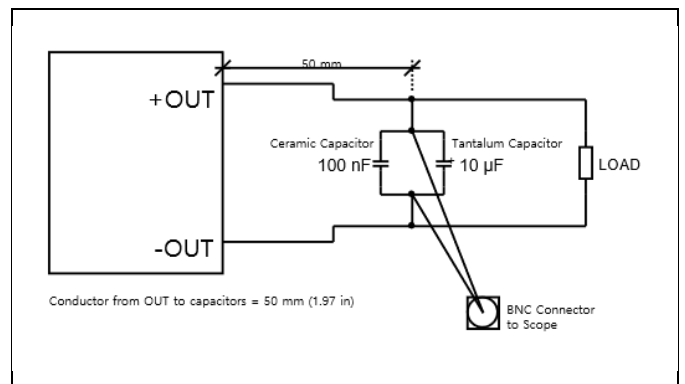 50 mm
+OUT
Ceramic Capacitor
100 nF
Tantalum Capacitor
+
10 µF
LOAD
-OUT
Conductor from OUT to capacitors = 50 mm (1.97 in)
BNC Connector
to Scope